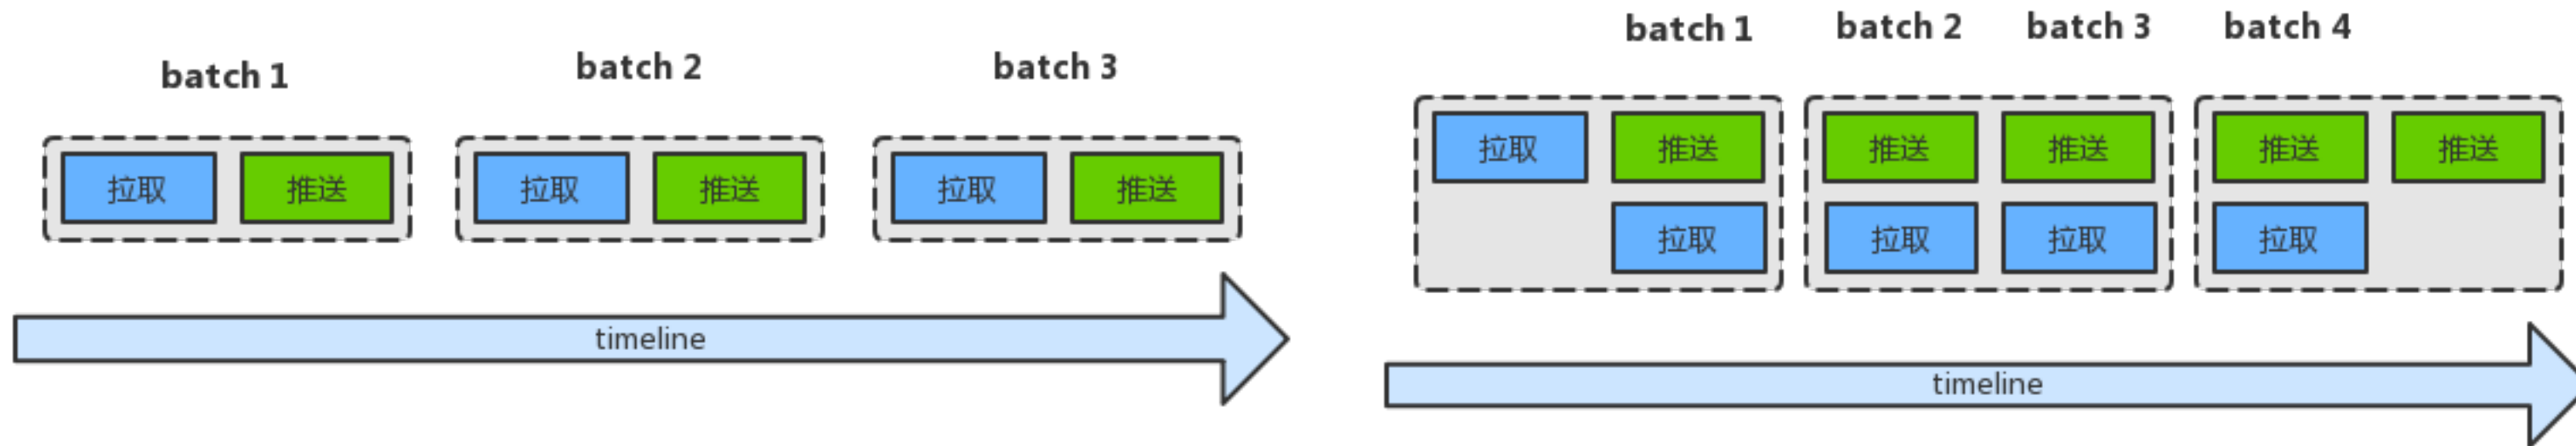 batch 1
batch 2
batch 3
拉取 推送
拉取 推送
拉取 推送
timeline
batch 1
batch 2
batch 3
batch 4
拉取 推送
拉取
推送 推送
拉取 拉取
推送 推送
拉取
timeline